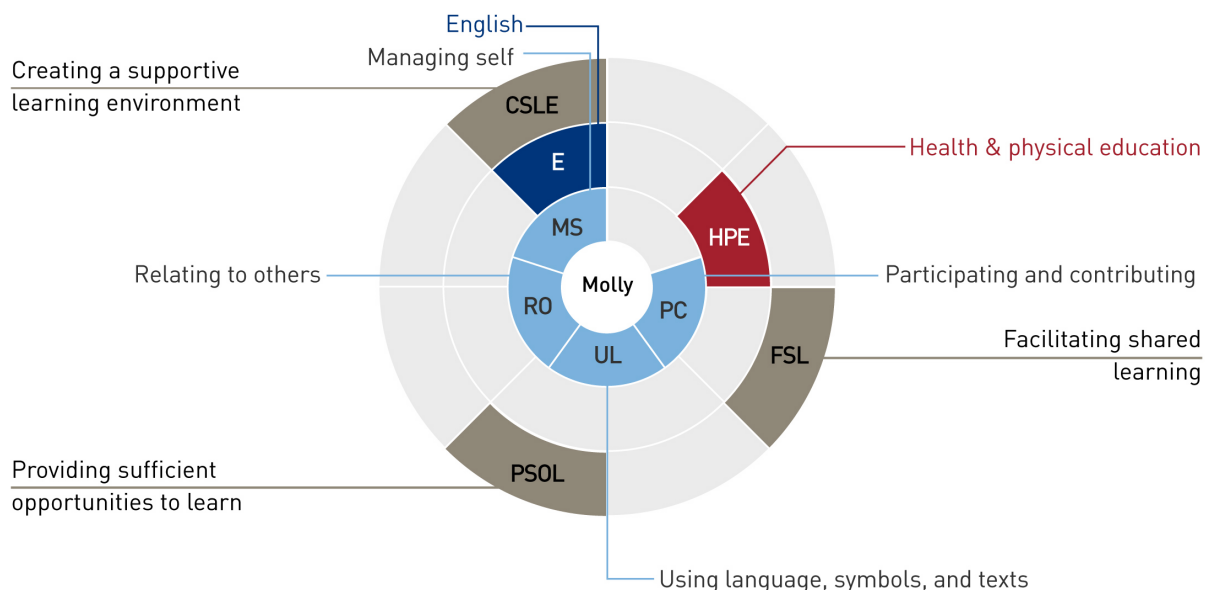 English
Managing self
Creating a supportive
learning environment
CSLE
Health & physical education
E
MS
HPE
Relating to others
Molly
Participating and contributing
RO
PC
UL
FSL
Facilitating shared
learning
Providing sufficient
opportunities to learn
PSOL
Using language, symbols, and texts